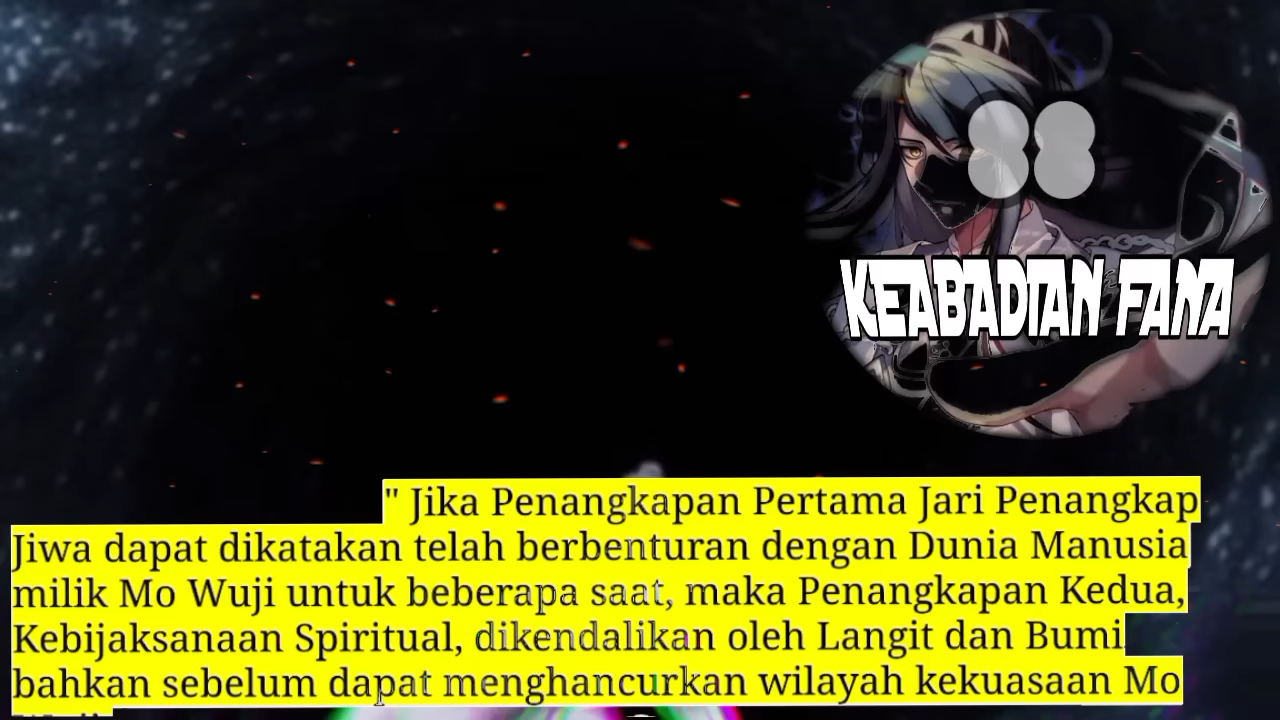 88
KEABADIAN FANA
" Jika Penangkapan Pertama Jari Penangkap
Jiwa dapat dikatakan telah berbenturan dengan Dunia Manusia
milik Mo Wuji untuk beberapa saat, maka Penangkapan Kedua,
Kebijaksanaan Spiritual, dikendalikan oleh Langit dan Bumi
bahkan sebelum dapat menghancurkan wilayah kekuasaan Mo